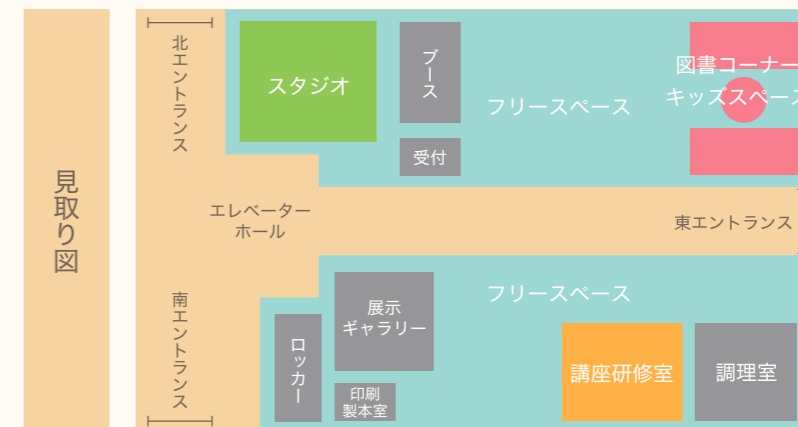 見取り図
北エントランス
スタジオ
ブース
受付
フリースペース
図書コーナー
キッズスペース
エレベーター
ホール
東エントランス
南エントランス
ロッカー
展示
ギャラリー
印刷
製本室
フリースペース
講座研修室
調理室